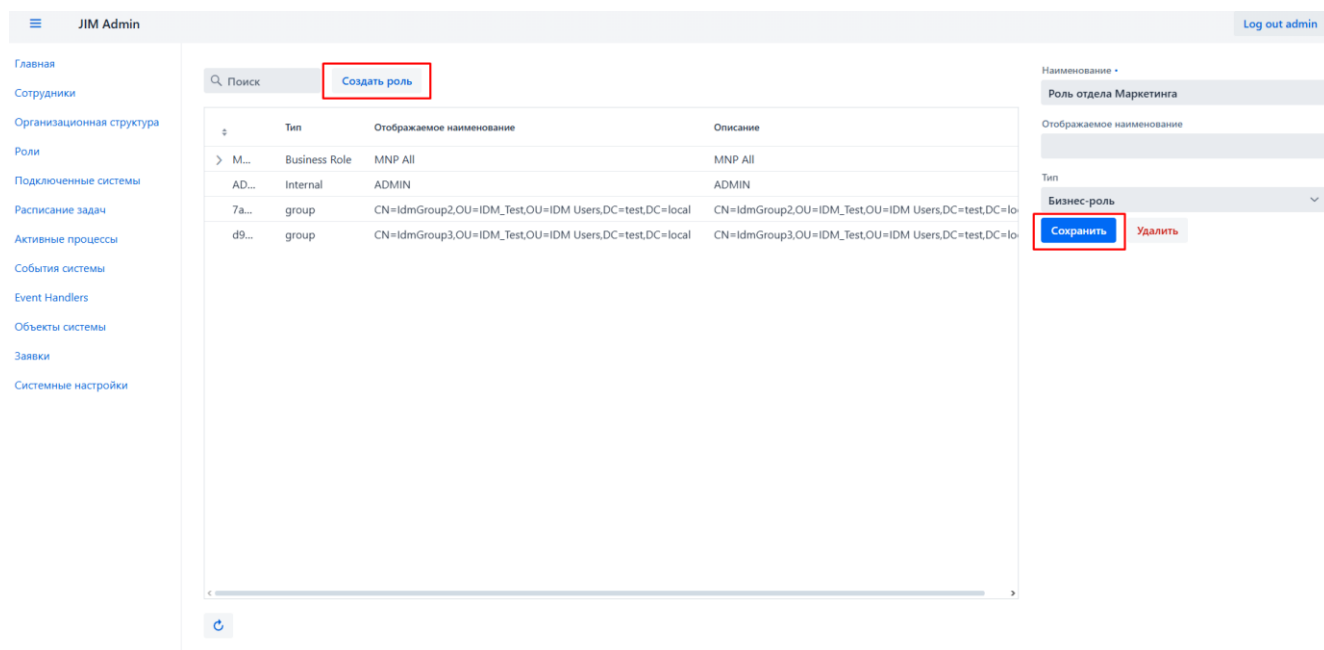 JIM Admin
Log out admin
Главная
Сотрудники
Организационная структура
Роли
Подключенные системы
Расписание задач
Активные процессы
События системы
Event Handlers
Объекты системы
Заявки
Системные настройки
Поиск
Создать роль
Тип Отображаемое наименование Описание
M... Business Role MNP All MNP All
AD... Internal ADMIN ADMIN
7a... group CN=IdmGroup2,OU=IDM_Test,OU=IDM Users,DC=test,DC=local CN=IdmGroup2,OU=IDM_Test,OU=IDM Users,DC=test,DC=lo
d9... group CN=IdmGroup3,OU=IDM_Test,OU=IDM Users,DC=test,DC=local CN=IdmGroup3,OU=IDM_Test,OU=IDM Users,DC=test,DC=lo
Наименование •
Роль отдела Маркетинга
Отображаемое наименование
Тип
Бизнес-роль
Сохранить
Удалить